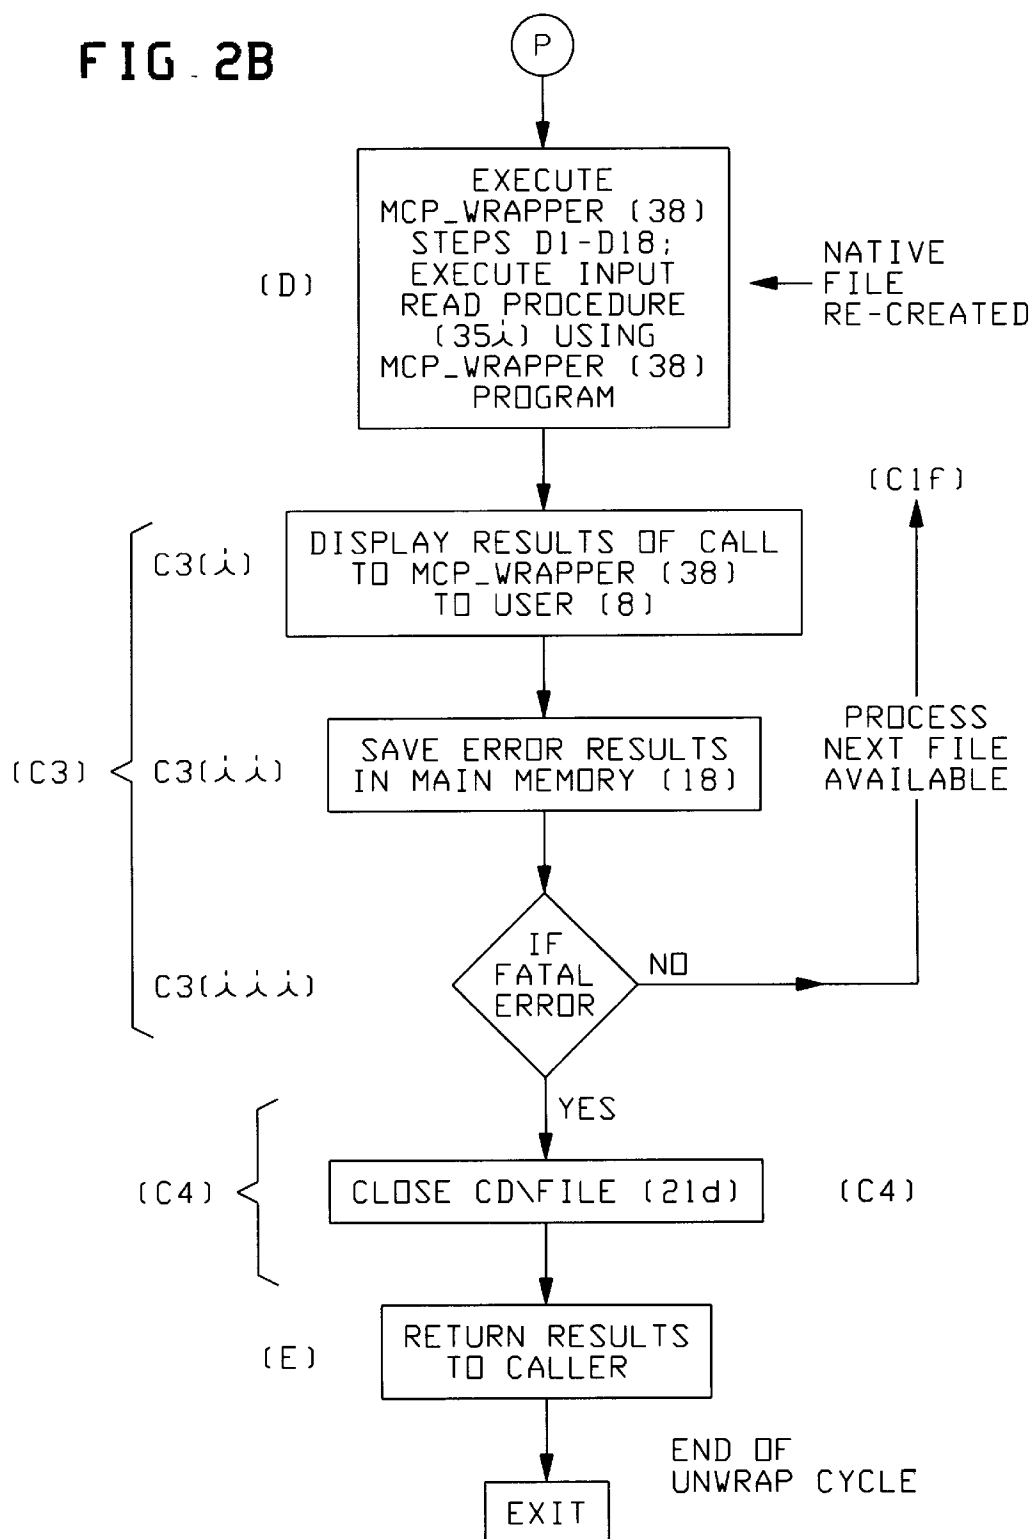 FIG. 2B
P
EXECUTE
MCP_WRAPPER (38)
STEPS D1-D18;
EXECUTE INPUT
READ PROCEDURE
(35i) USING
MCP_WRAPPER (38)
PROGRAM
(D)
NATIVE
FILE
RE-CREATED
(C1f)
C3(i)
DISPLAY RESULTS OF CALL
TO MCP_WRAPPER (38)
TO USER (8)
PROCESS
NEXT FILE
AVAILABLE
(C3)
C3(ii)
SAVE ERROR RESULTS
IN MAIN MEMORY (18)
C3(iii)
IF
FATAL
ERROR
NO
YES
(C4)
CLOSE CD\FILE (21d)
(C4)
(E)
RETURN RESULTS
TO CALLER
END OF
UNWRAP CYCLE
EXIT